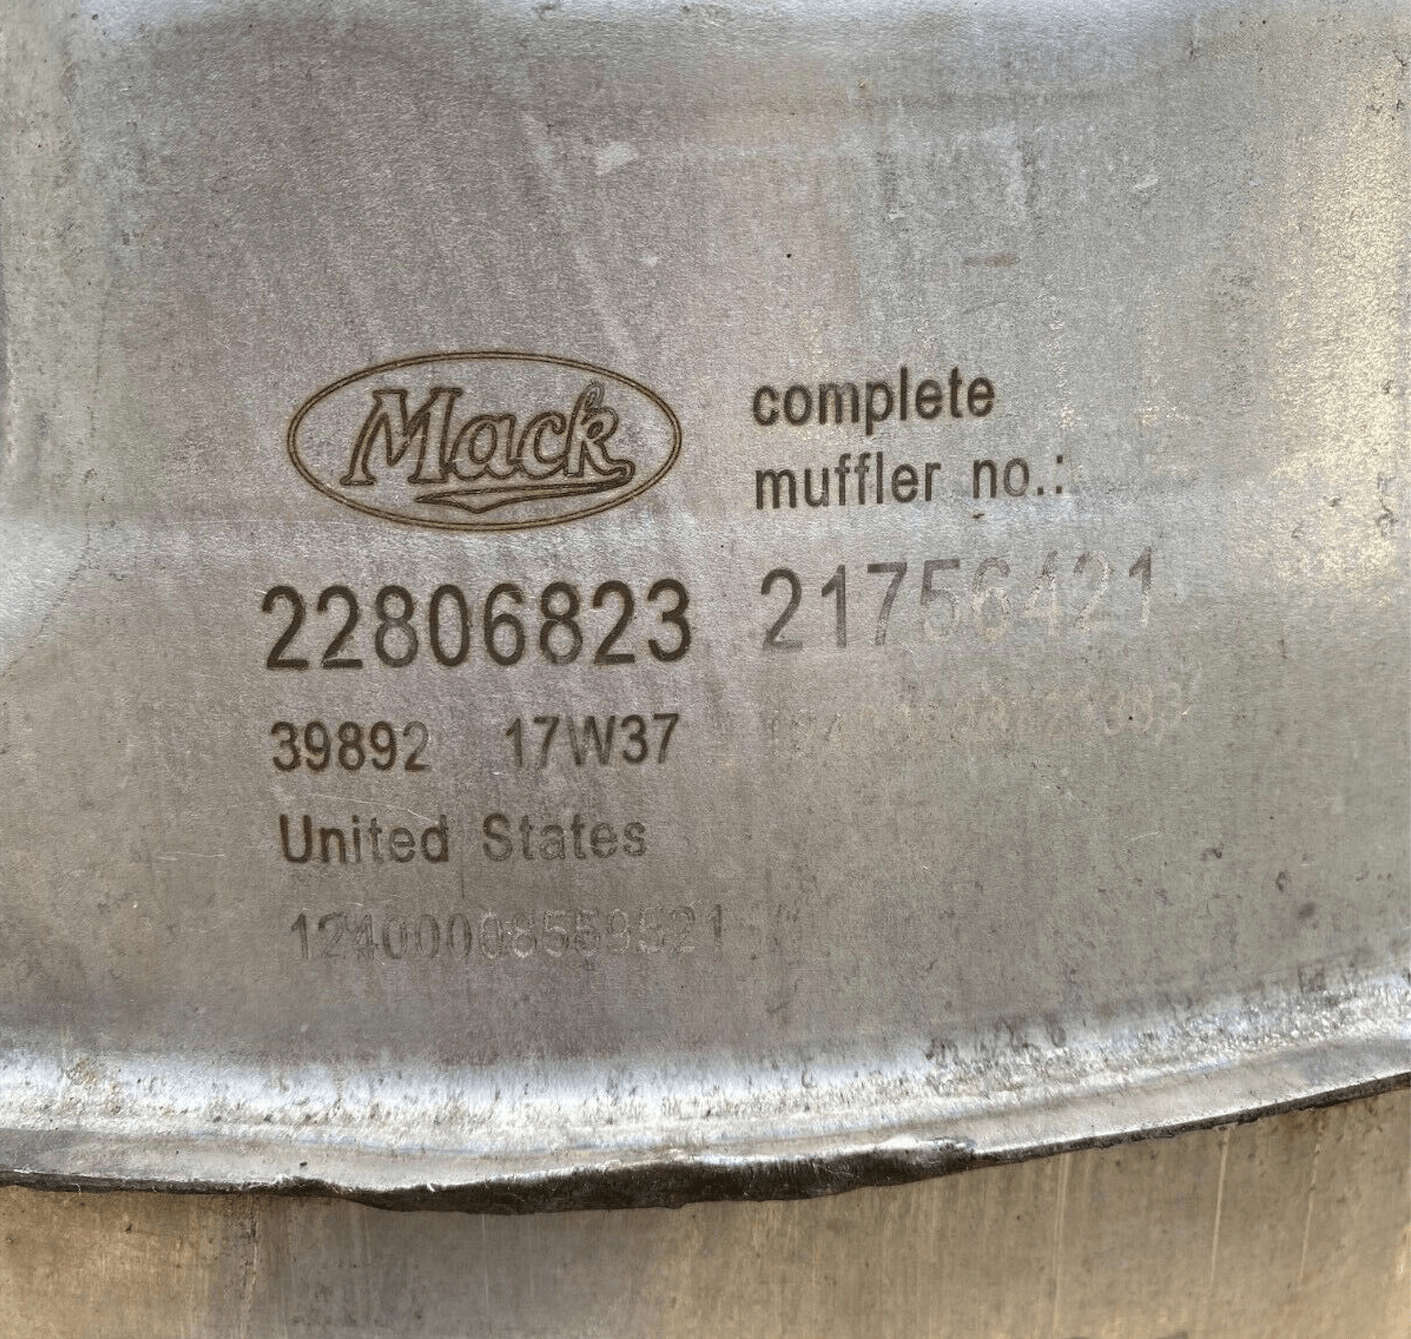 Mack
complete
muffler no.:
22806823 21756421
39892 17W37
United States